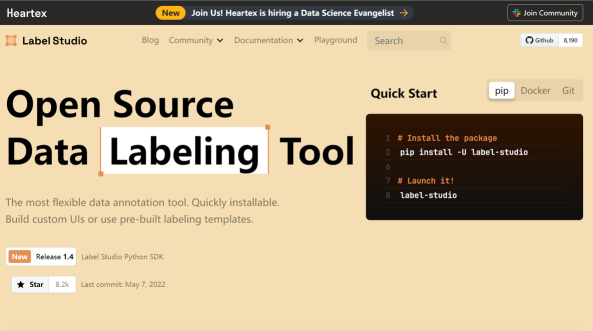 Heartex
New Join Us! Heartex is hiring a Data Science Evangelist →
Join Community
Label Studio
Blog Community Documentation Playground
Search
Github 8,190
Open Source
Data Labeling Tool
The most flexible data annotation tool. Quickly installable.
Build custom UIs or use pre-built labeling templates.
New Release 1.4 Label Studio Python SDK
Star 8.2k Last commit: May 7, 2022
Quick Start
pip Docker Git
1 # Install the package
2 pip install -U label-studio
6
7 # Launch it!
8 label-studio